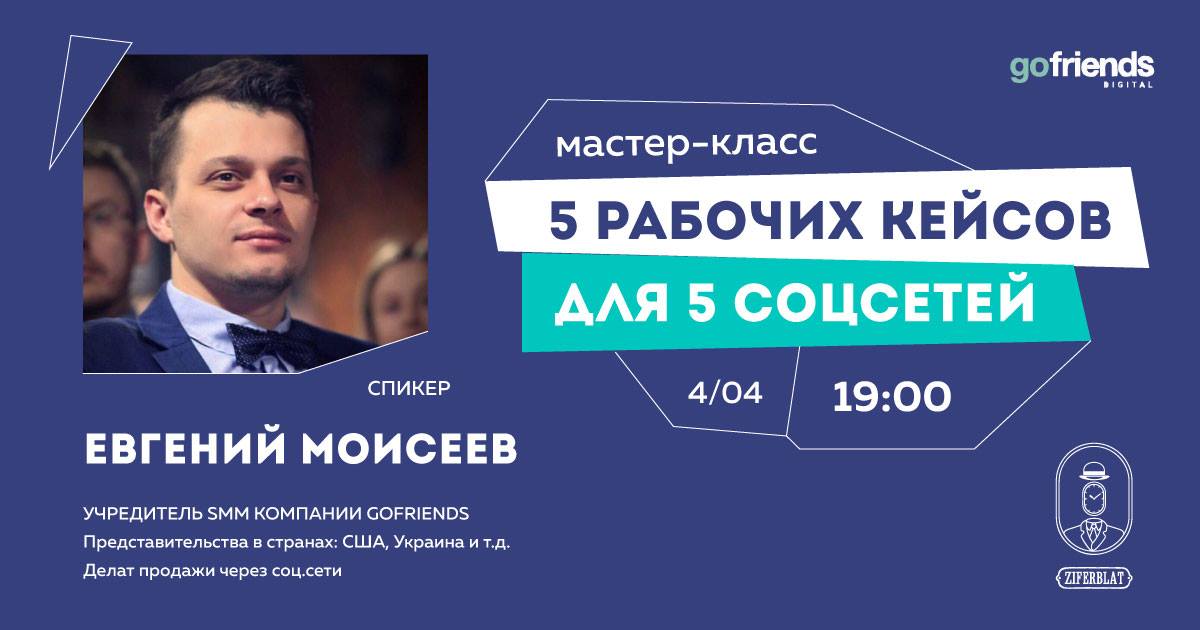 gofriends
DIGITAL
мастер-класс
5 РАБОЧИХ КЕЙСОВ
ДЛЯ 5 СОЦСЕТЕЙ
4/04
19:00
СПИКЕР
ЕВГЕНИЙ МОИСЕЕВ
УЧРЕДИТЕЛЬ SMM КОМПАНИИ GOFRIENDS
Представительства в странах: США, Украина и т.д.
Делат продажи через соц.сети
ZIFERBLAT